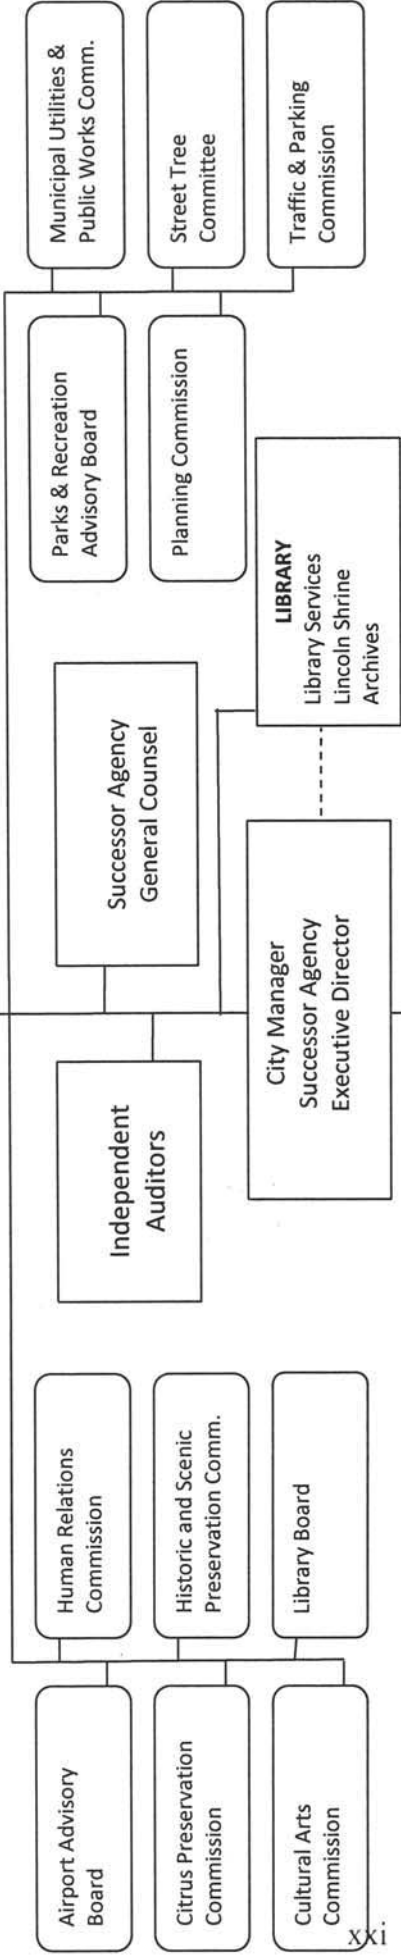 Airport Advisory
Board
Human Relations
Commission
Citrus Preservation
Commission
Historic and Scenic
Preservation Comm.
Cultural Arts
Commission
Library Board
Independent
Auditors
Successor Agency
General Counsel
City Manager
Successor Agency
Executive Director
LIBRARY
Library Services
Lincoln Shrine
Archives
Parks & Recreation
Advisory Board
Municipal Utilities &
Public Works Comm.
Planning Commission
Street Tree
Committee
Traffic & Parking
Commission
xxi